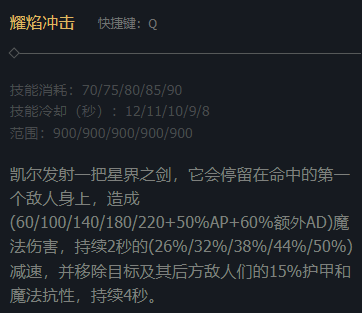 耀焰冲击 快捷键：Q
技能消耗：70/75/80/85/90
技能冷却（秒）：12/11/10/9/8
范围：900/900/900/900/900
凯尔发射一把星界之剑，它会停留在命中的第一
个敌人身上，造成
(60/100/140/180/220+50%AP+60%额外AD)魔
法伤害，持续2秒的(26%/32%/38%/44%/50%)
减速，并移除目标及其后方敌人们的15%护甲和
魔法抗性，持续4秒。